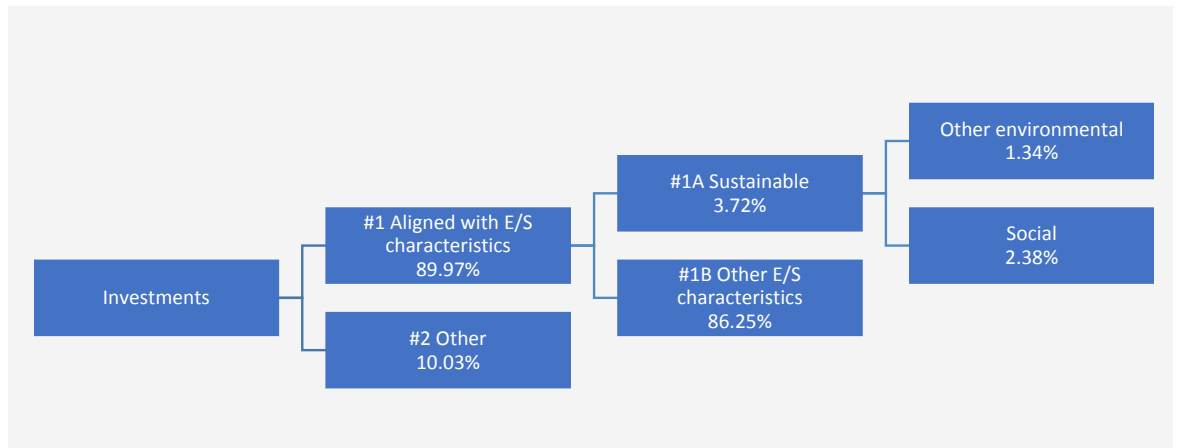 Investments
#1 Aligned with E/S
characteristics
89.97%
#2 Other
10.03%
#1A Sustainable
3.72%
#1B Other E/S
characteristics
86.25%
Other environmental
1.34%
Social
2.38%